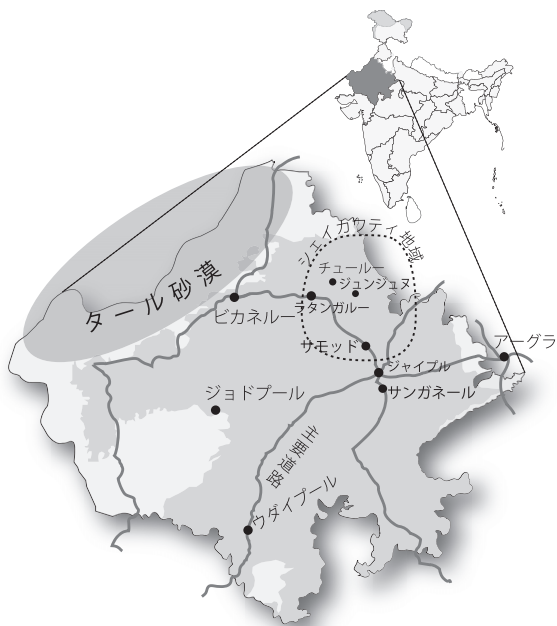 シェイカワティ地域
チュールー
ジュンジュヌ
タール砂漠
ビカネルー
ラタンガルー
サモッド
アーグラ
ジャイプル
ジョドプール
サンガネール
主要道路
ウダイプール